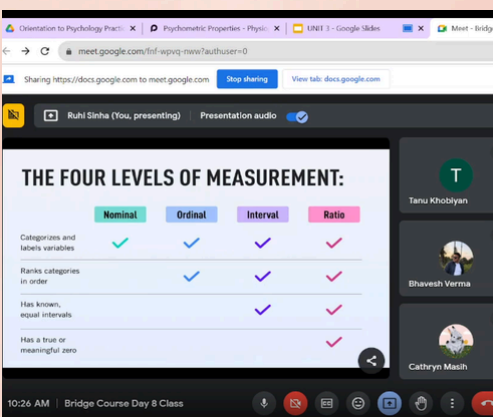 Orientation to Psychology Practic
Psychometric Properties - Physic
UNIT 3 - Google Slides
Meet - Bridg
meet.google.com/fnf-wpvq-nww?authuser=0
Sharing https://docs.google.com to meet.google.com Stop sharing View tab: docs.google.com
Ruhi Sinha (You, presenting) Presentation audio
THE FOUR LEVELS OF MEASUREMENT:
Nominal Ordinal Interval Ratio
Categorizes and
labels variables
Ranks categories
in order
Has known,
equal intervals
Has a true or
meaningful zero
T
Tanu Khobiyan
Bhavesh Verma
Cathryn Masih
10:26 AM | Bridge Course Day 8 Class